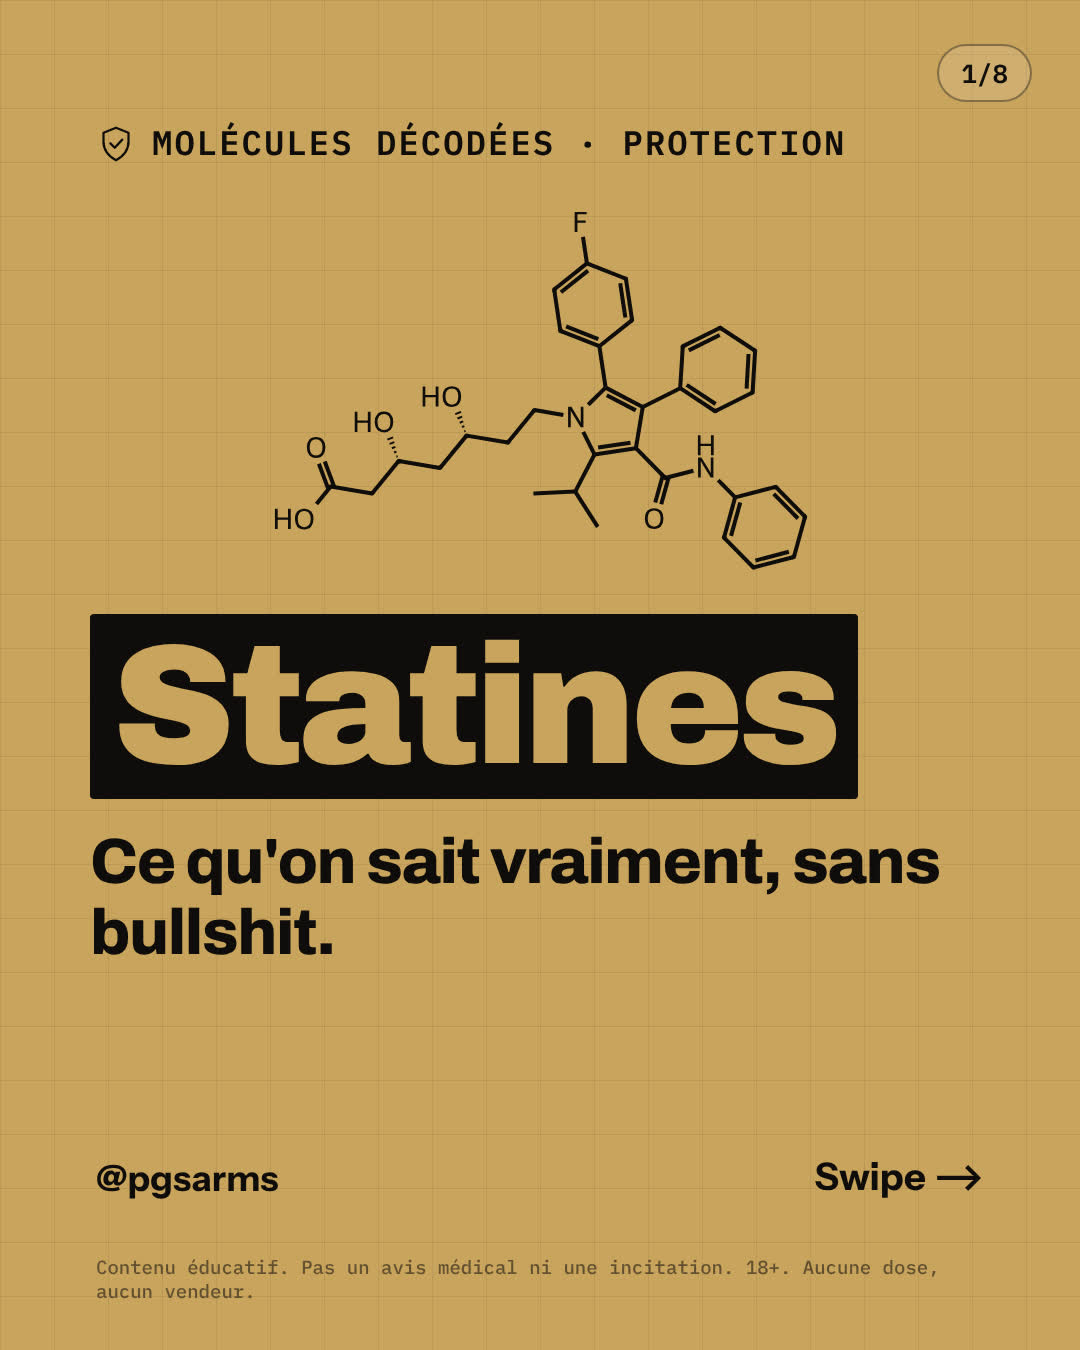 1/8
MOLÉCULES DÉCODÉES · PROTECTION
F
HO
HO
O
HO
N
H
N
O
Statines
Ce qu'on sait vraiment, sans
bullshit.
@pgsarms
Swipe →
Contenu éducatif. Pas un avis médical ni une incitation. 18+. Aucune dose,
aucun vendeur.